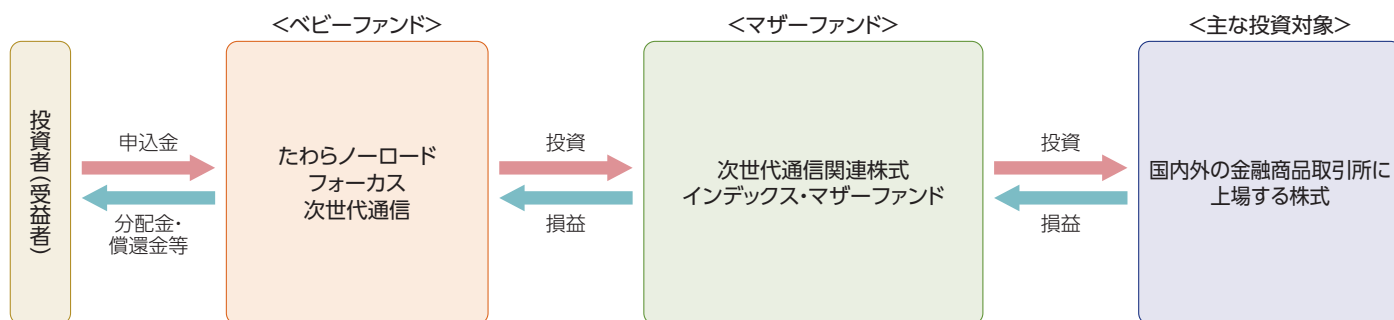 <ベビーファンド>
<マザーファンド>
<主な投資対象>
投資者(受益者)
申込金
分配金・
償還金等
たわらノーロード
フォーカス
次世代通信
投資
損益
次世代通信関連株式
インデックス・マザーファンド
投資
損益
国内外の金融商品取引所に
上場する株式